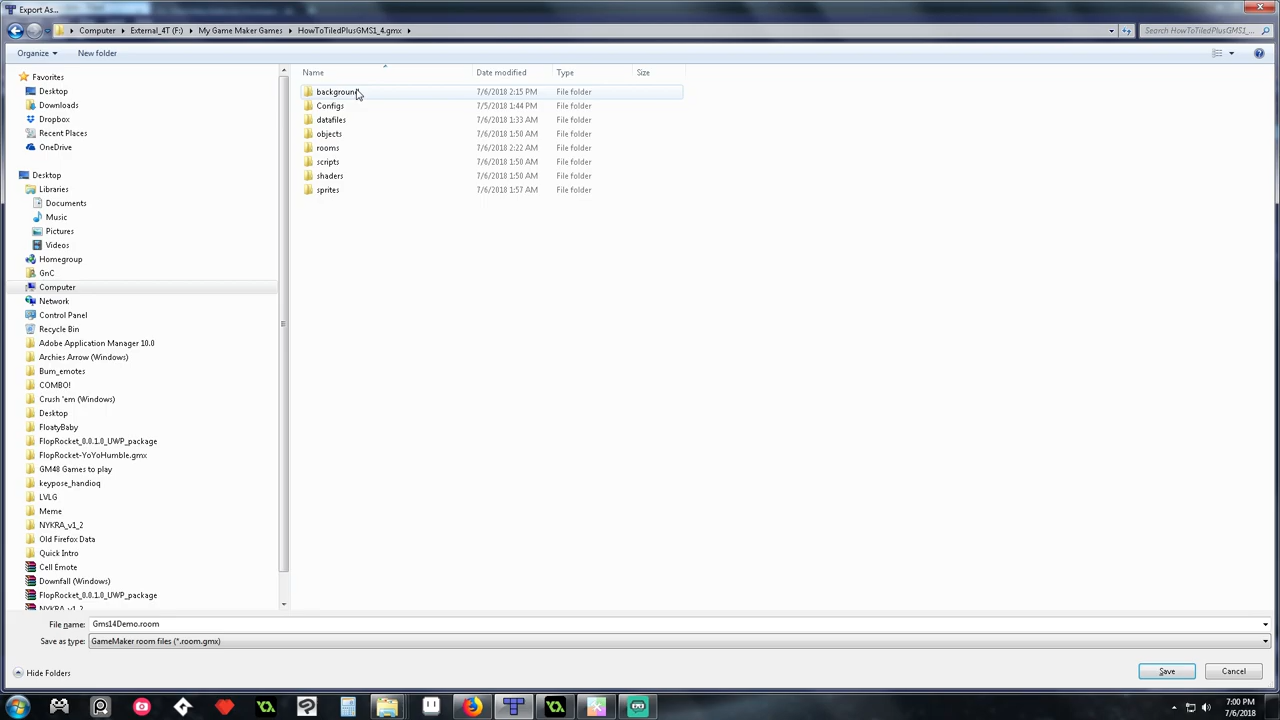 Export As...
Computer ▸ External_4T (F:) ▸ My Game Maker Games ▸ HowToTiledPlusGMS1_4.gmx ▸
Search HowToTiledPlusGMS1_...
Organize
New folder
Name Date modified Type Size
Favorites
Desktop
Downloads
Dropbox
Recent Places
OneDrive
Desktop
Libraries
Documents
Music
Pictures
Videos
Homegroup
GnC
Computer
Network
Control Panel
Recycle Bin
Adobe Application Manager 10.0
Archies Arrow (Windows)
Bum_emotes
COMBO!
Crush 'em (Windows)
Desktop
FloatyBaby
FlopRocket_0.0.1.0_UWP_package
FlopRocket-YoYoHumble.gmx
GM48 Games to play
keypose_handioq
LVLG
Meme
NYKRA_v1_2
Old Firefox Data
Quick Intro
Cell Emote
Downfall (Windows)
FlopRocket_0.0.1.0_UWP_package
NYKRA_v1_2
background 7/6/2018 2:15 PM File folder
Configs 7/5/2018 1:44 PM File folder
datafiles 7/6/2018 1:33 AM File folder
objects 7/6/2018 1:50 AM File folder
rooms 7/6/2018 2:22 AM File folder
scripts 7/6/2018 1:50 AM File folder
shaders 7/6/2018 1:50 AM File folder
sprites 7/6/2018 1:57 AM File folder
File name: Gms14Demo.room
Save as type: GameMaker room files (*.room.gmx)
Hide Folders
Save
Cancel
7:00 PM
7/6/2018